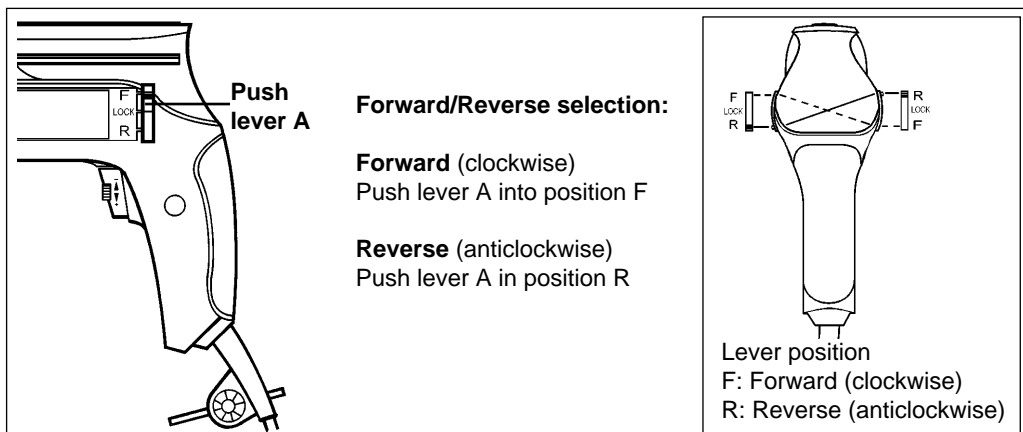 F
LOCK
R
Push
lever A
Forward/Reverse selection:
Forward (clockwise)
Push lever A into position F
Reverse (anticlockwise)
Push lever A in position R
F
LOCK
R
R
LOCK
F
Lever position
F: Forward (clockwise)
R: Reverse (anticlockwise)